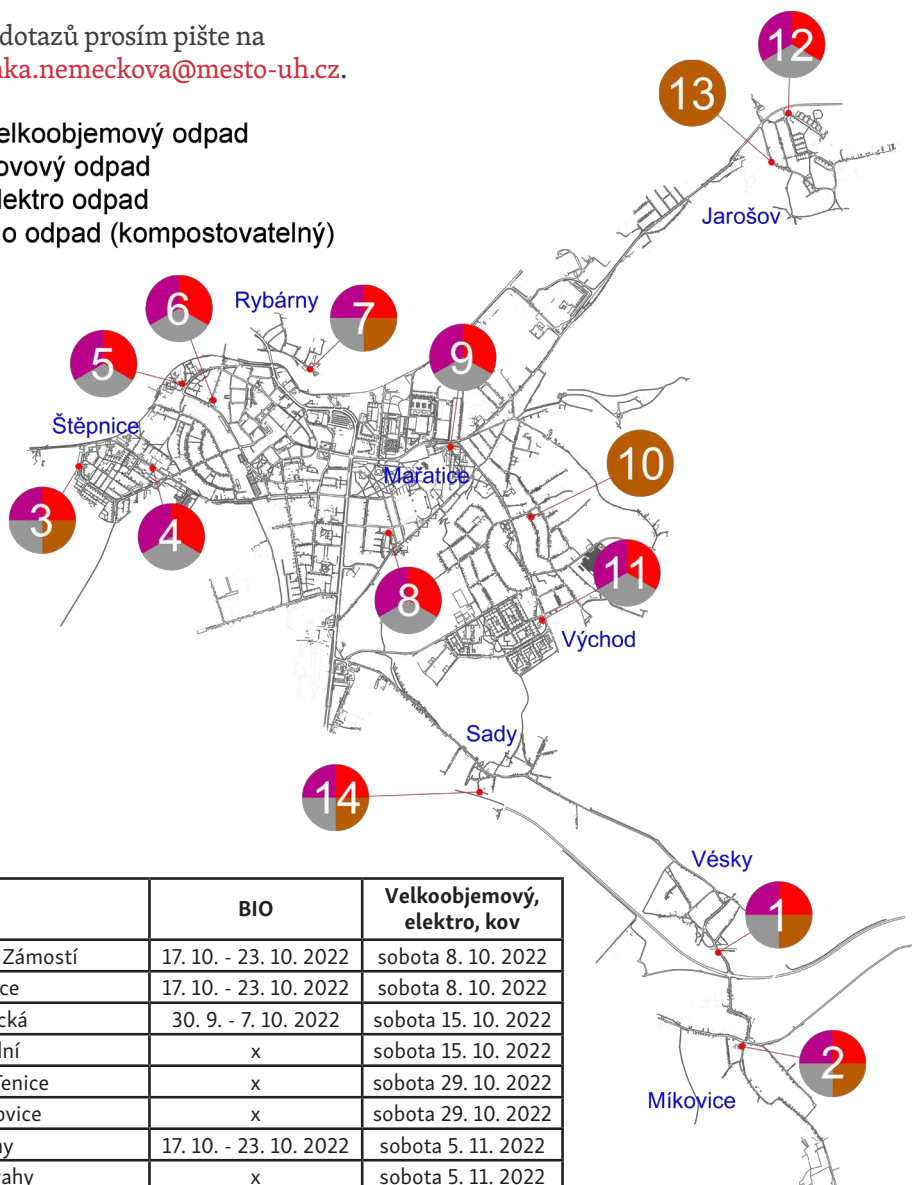 dotazů prosím pište na
nka.nemeckova@mesto-uh.cz.
elkoobjemový odpad
ovový odpad
lektro odpad
o odpad (kompostovatelný)
12
13
Jarošov
6
Rybárny
7
5
9
Štěpnice
Mařatice
10
3
4
8
11
Východ
Sady
14
Vésky
1
2
Míkovice
BIO Velkoobjemový,
elektro, kov
Zámostí 17. 10. - 23. 10. 2022 sobota 8. 10. 2022
ice 17. 10. - 23. 10. 2022 sobota 8. 10. 2022
cká 30. 9. - 7. 10. 2022 sobota 15. 10. 2022
dní x sobota 15. 10. 2022
Tenice x sobota 29. 10. 2022
ovice x sobota 29. 10. 2022
ny 17. 10. - 23. 10. 2022 sobota 5. 11. 2022
rahy x sobota 5. 11. 2022